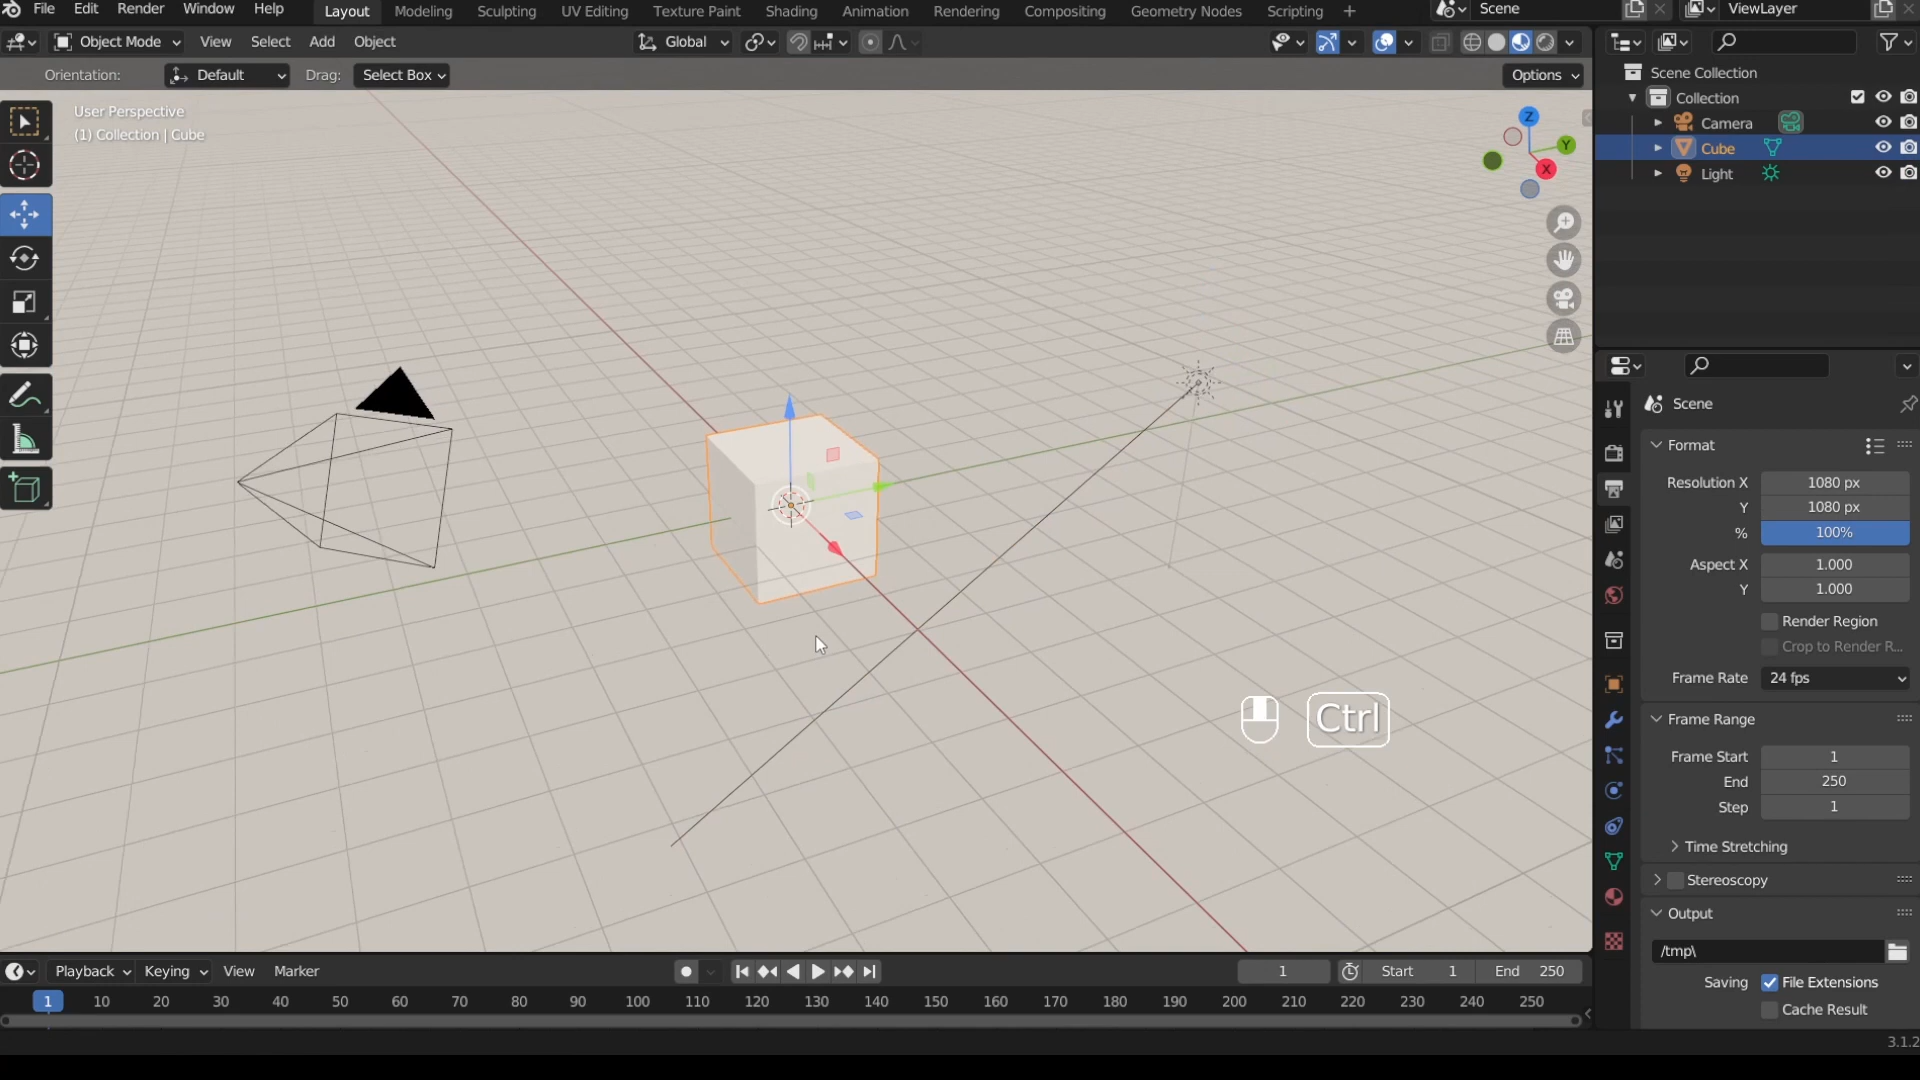 File Edit Render Window Help Layout Modeling Sculpting UV Editing Texture Paint Shading Animation Rendering Compositing Geometry Nodes Scripting + Scene ViewLayer
Object Mode View Select Add Object Global
Orientation: Default Drag: Select Box Options
User Perspective
(1) Collection | Cube
Z
Y
X
Scene Collection
Collection
Camera
Cube
Light
Scene
Format
Resolution X 1080 px
Y 1080 px
% 100%
Aspect X 1.000
Y 1.000
Render Region
Crop to Render R...
Frame Rate 24 fps
Ctrl
Frame Range
Frame Start 1
End 250
Step 1
Time Stretching
Stereoscopy
Output
/tmp\
Saving File Extensions
Cache Result
Playback Keying View Marker 1 Start 1 End 250
1 10 20 30 40 50 60 70 80 90 100 110 120 130 140 150 160 170 180 190 200 210 220 230 240 250
3.1.2